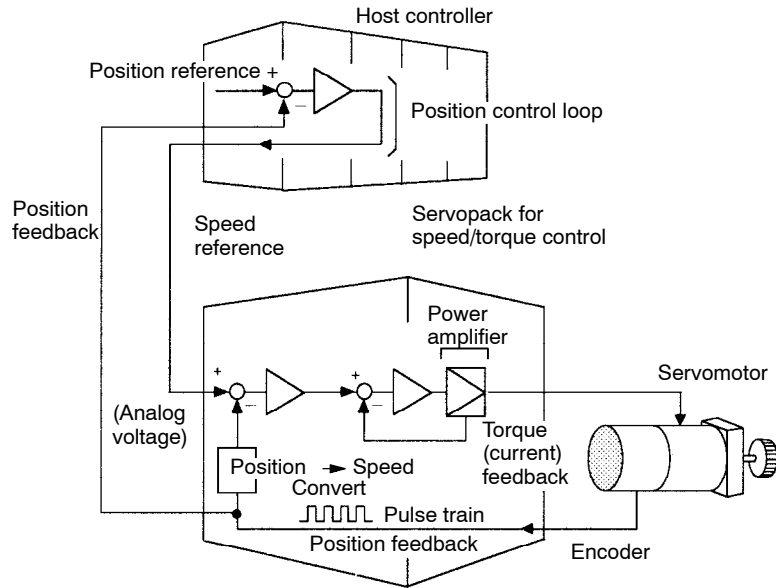 Host controller
Position reference +
−
Position control loop
Position
feedback
Speed
reference
Servopack for
speed/torque control
Power
amplifier
+
−
+
−
Servomotor
(Analog
voltage)
Torque
(current)
feedback
Position → Speed
Convert
Pulse train
Position feedback
Encoder